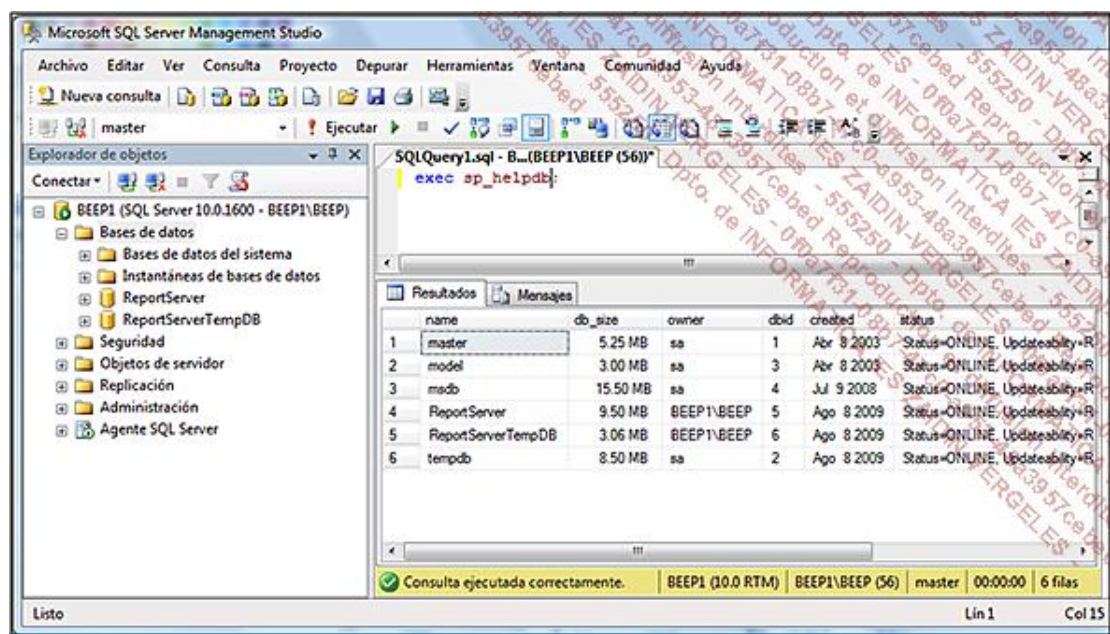 Microsoft SQL Server Management Studio
Archivo Editar Ver Consulta Proyecto Depurar Herramientas Ventana Comunidad Ayuda
Nueva consulta
master Ejecutar
Explorador de objetos
Conectar
BEEP1 (SQL Server 10.0.1600 - BEEP1\BEEP)
Bases de datos
Bases de datos del sistema
Instantáneas de bases de datos
ReportServer
ReportServerTempDB
Seguridad
Objetos de servidor
Replicación
Administración
Agente SQL Server
SQLQuery1.sql - B...(BEEP1\BEEP (56))*
exec sp_helpdb;
Resultados Mensajes
name db_size owner dbid created status
1 master 5.25 MB sa 1 Abr 8 2003 Status=ONLINE, Updateability=R
2 model 3.00 MB sa 3 Abr 8 2003 Status=ONLINE, Updateability=R
3 msdb 15.50 MB sa 4 Jul 9 2008 Status=ONLINE, Updateability=R
4 ReportServer 9.50 MB BEEP1\BEEP 5 Ago 8 2009 Status=ONLINE, Updateability=R
5 ReportServerTempDB 3.06 MB BEEP1\BEEP 6 Ago 8 2009 Status=ONLINE, Updateability=R
6 tempdb 8.50 MB sa 2 Ago 8 2009 Status=ONLINE, Updateability=R
Consulta ejecutada correctamente. BEEP1 (10.0 RTM) BEEP1\BEEP (56) master 00:00:00 6 filas
Listo Lín 1 Col 15